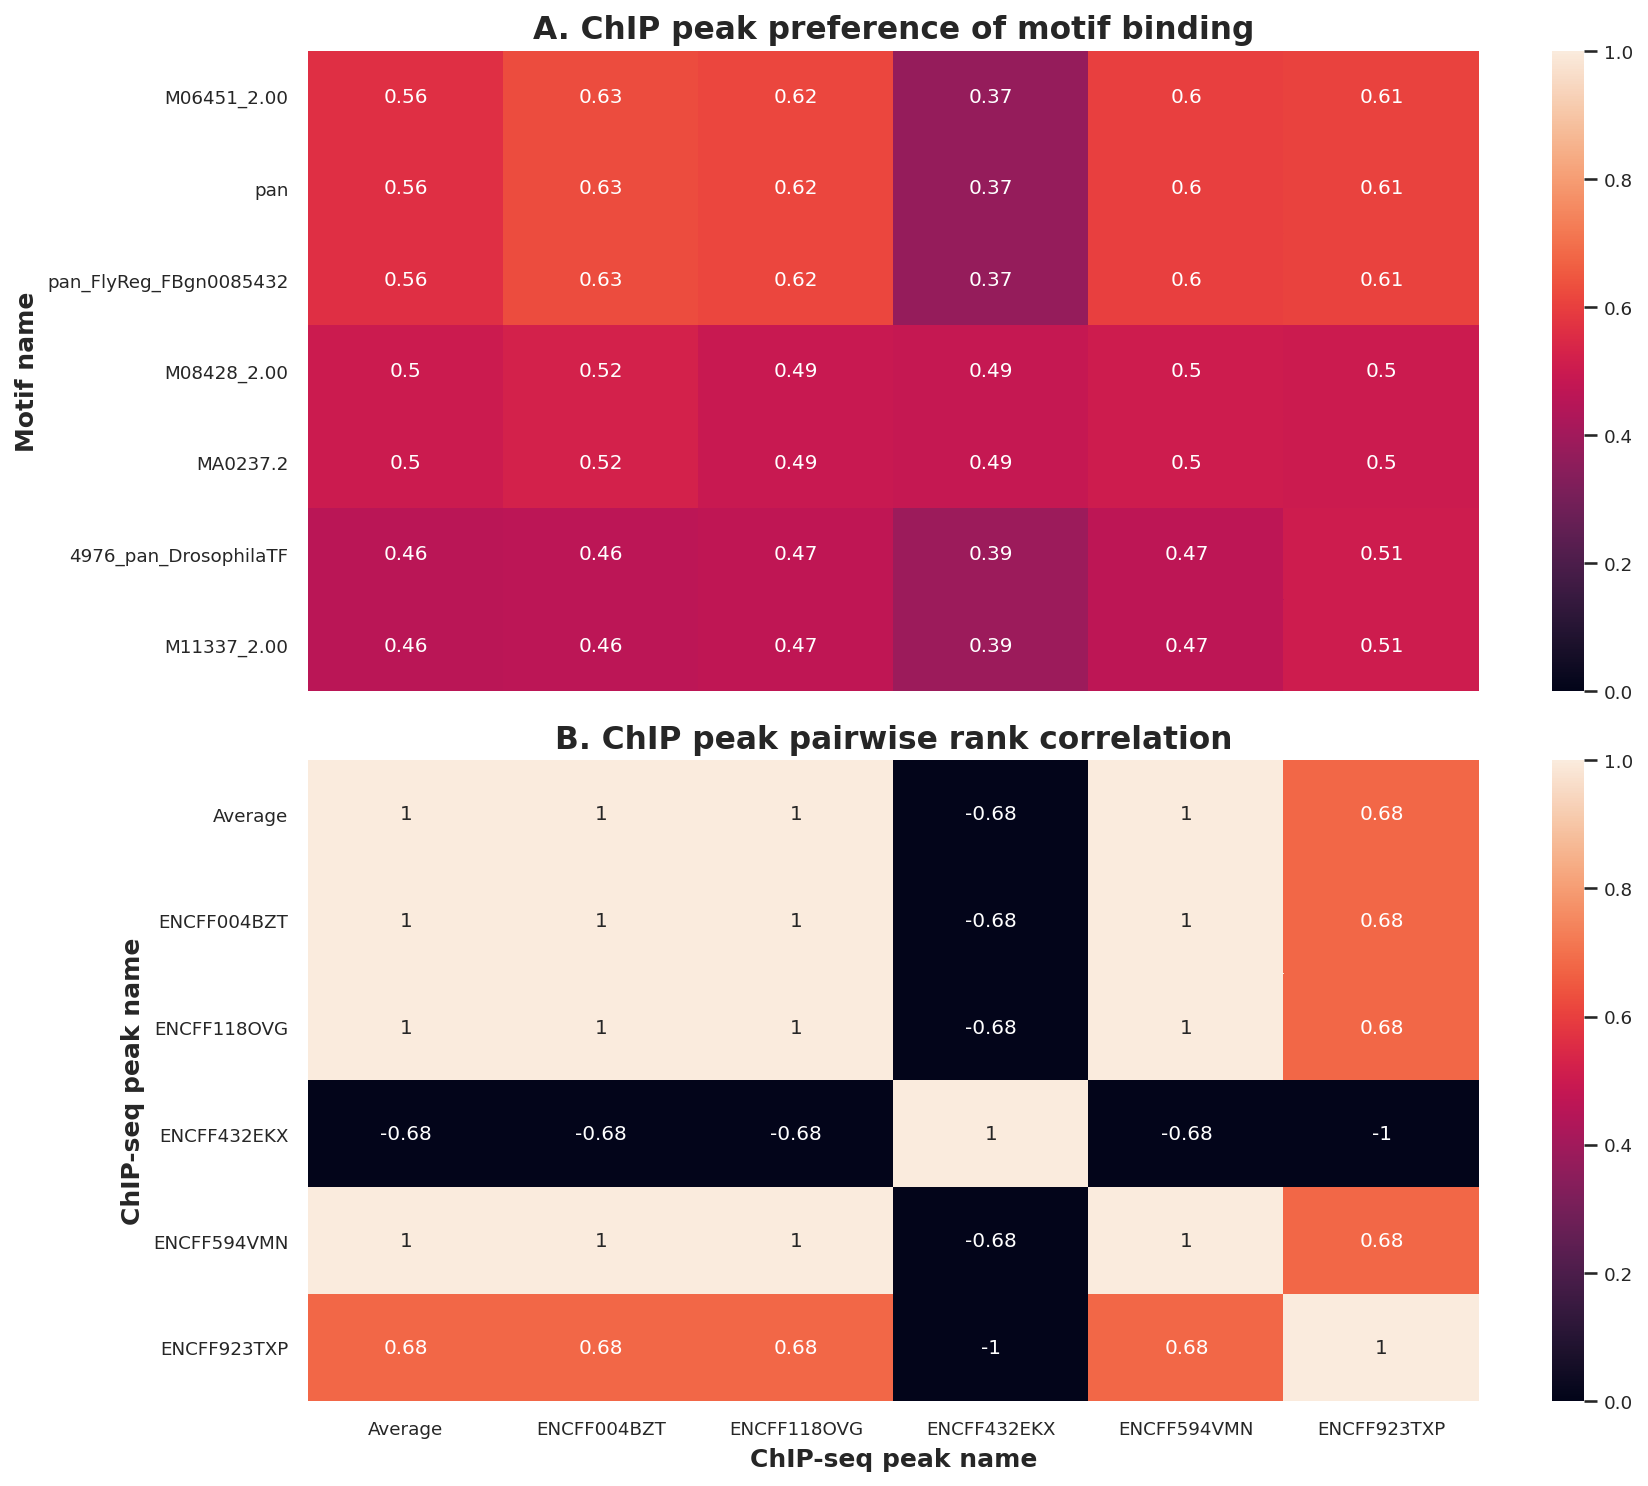 A. ChIP peak preference of motif binding
Motif name
M06451_2.00 0.56 0.63 0.62 0.37 0.6 0.61
pan 0.56 0.63 0.62 0.37 0.6 0.61
pan_FlyReg_FBgn0085432 0.56 0.63 0.62 0.37 0.6 0.61
M08428_2.00 0.5 0.52 0.49 0.49 0.5 0.5
MA0237.2 0.5 0.52 0.49 0.49 0.5 0.5
4976_pan_DrosophilaTF 0.46 0.46 0.47 0.39 0.47 0.51
M11337_2.00 0.46 0.46 0.47 0.39 0.47 0.51
1.0
0.8
0.6
0.4
0.2
0.0
B. ChIP peak pairwise rank correlation
ChIP-seq peak name
Average 1 1 1 -0.68 1 0.68
ENCFF004BZT 1 1 1 -0.68 1 0.68
ENCFF118OVG 1 1 1 -0.68 1 0.68
ENCFF432EKX -0.68 -0.68 -0.68 1 -0.68 -1
ENCFF594VMN 1 1 1 -0.68 1 0.68
ENCFF923TXP 0.68 0.68 0.68 -1 0.68 1
Average ENCFF004BZT ENCFF118OVG ENCFF432EKX ENCFF594VMN ENCFF923TXP
ChIP-seq peak name
1.0
0.8
0.6
0.4
0.2
0.0